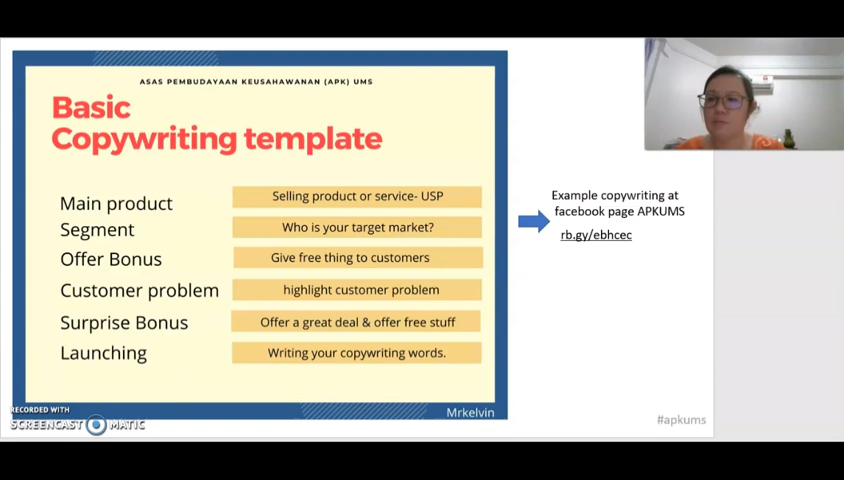 ASAS PEMBUDAYAAN KEUSAHAWANAN (APK) UMS
Basic
Copywriting template
Main product
Selling product or service- USP
Segment
Who is your target market?
Offer Bonus
Give free thing to customers
Customer problem
highlight customer problem
Surprise Bonus
Offer a great deal & offer free stuff
Launching
Writing your copywriting words.
Mrkelvin
Example copywriting at
facebook page APKUMS
rb.gy/ebhcec
#apkums
RECORDED WITH
SCREENCAST MATIC